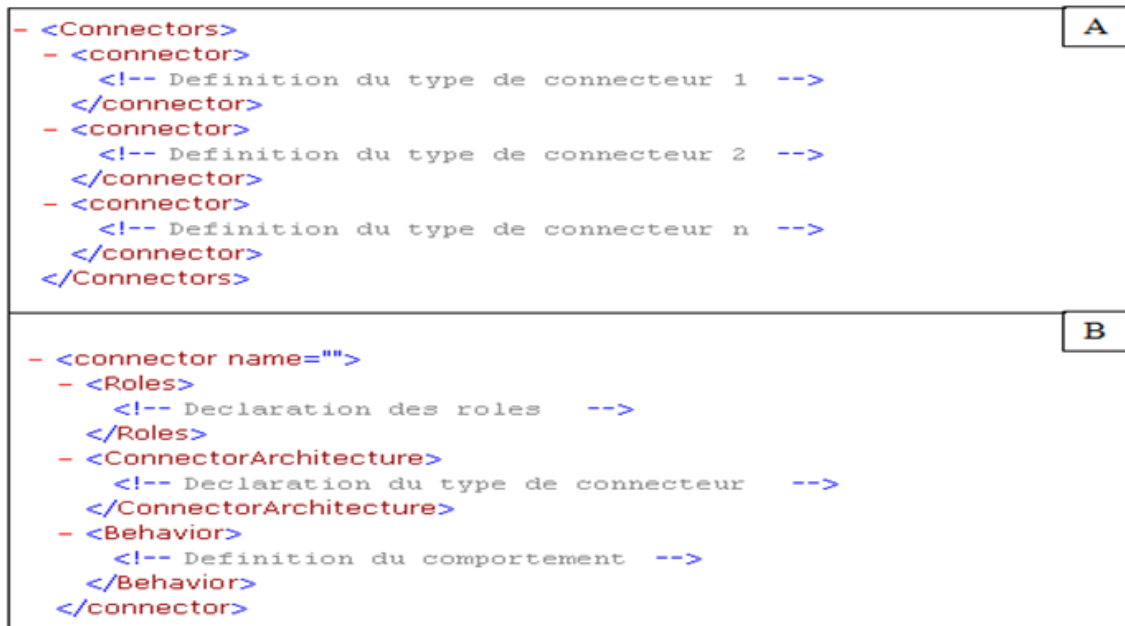 A
- <Connectors>
- <connector>
<!-- Definition du type de connecteur 1 -->
</connector>
- <connector>
<!-- Definition du type de connecteur 2 -->
</connector>
- <connector>
<!-- Definition du type de connecteur n -->
</connector>
</Connectors>
B
- <connector name="">
- <Roles>
<!-- Declaration des roles -->
</Roles>
- <ConnectorArchitecture>
<!-- Declaration du type de connecteur -->
</ConnectorArchitecture>
- <Behavior>
<!-- Definition du comportement -->
</Behavior>
</connector>